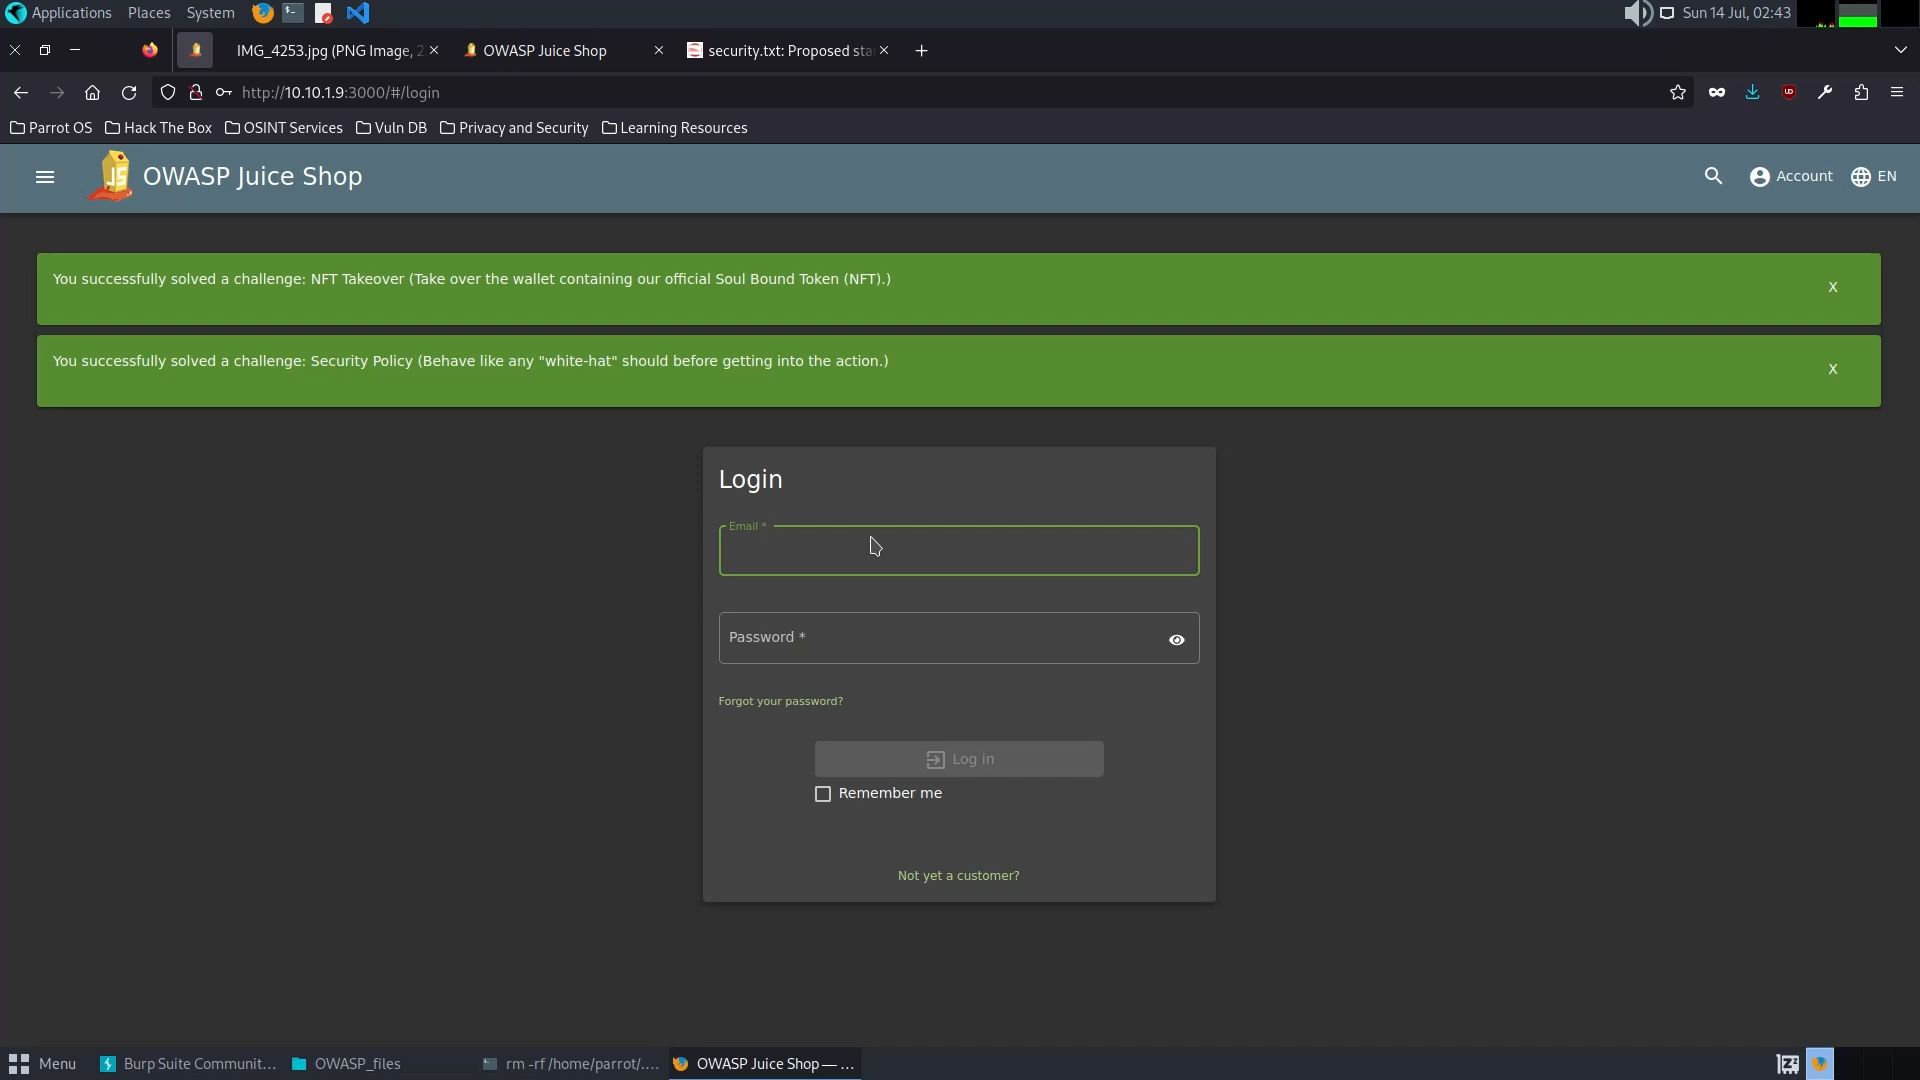 Applications Places System Sun 14 Jul, 02:43
IMG_4253.jpg (PNG Image, 2 OWASP Juice Shop security.txt: Proposed sta
http://10.10.1.9:3000/#/login
Parrot OS Hack The Box OSINT Services Vuln DB Privacy and Security Learning Resources
JS OWASP Juice Shop Account EN
You successfully solved a challenge: NFT Takeover (Take over the wallet containing our official Soul Bound Token (NFT).)
X
You successfully solved a challenge: Security Policy (Behave like any "white-hat" should before getting into the action.)
X
Login
Email *
Password *
Forgot your password?
Log in
Remember me
Not yet a customer?
Menu Burp Suite Communit... OWASP_files rm -rf /home/parrot/.... OWASP Juice Shop — ...